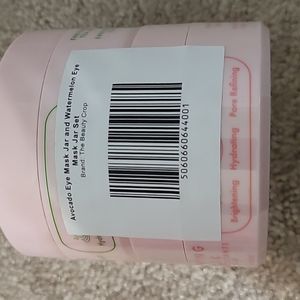 Avocado Eye Mask Jar and Watermelon Eye
Mask Jar Set
Brand: The Beauty Crop
5060660644001
Brightening Hydrating Pore Refining